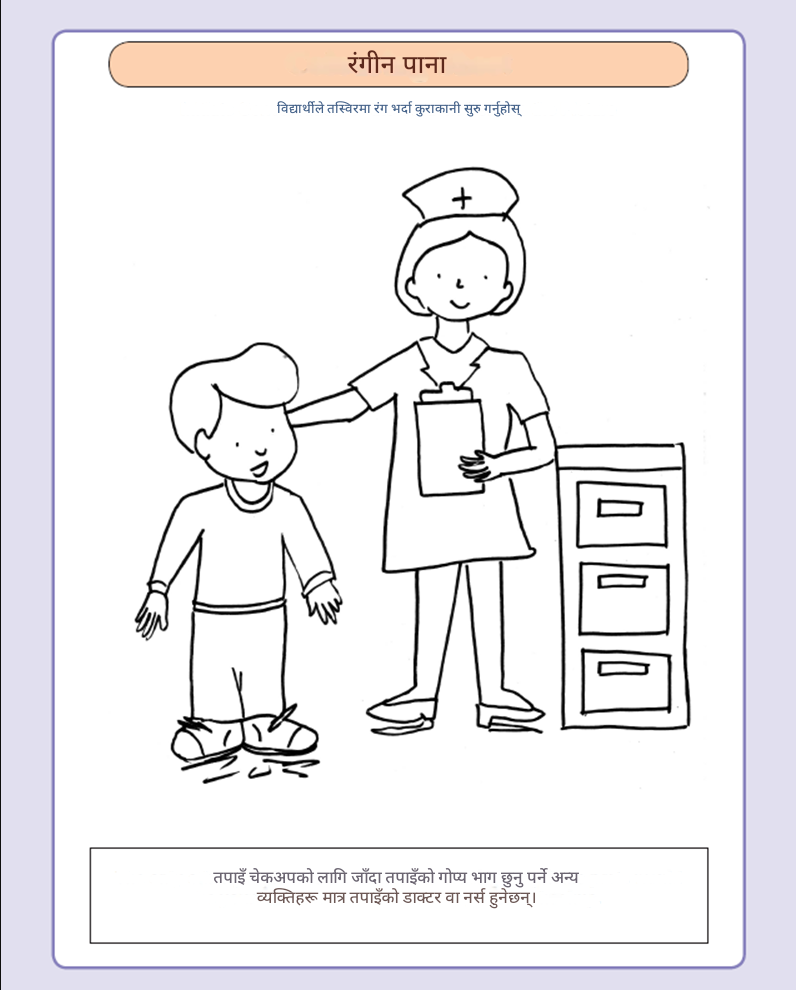 रंगीन पाना
विद्यार्थीले तस्विरमा रंग भर्दा कुराकानी सुरु गर्नुहोस्
तपाइँ चेकअपको लागि जाँदा तपाइँको गोप्य भाग छुनु पर्ने अन्य
व्यक्तिहरू मात्र तपाइँको डाक्टर वा नर्स हुनेछन्।